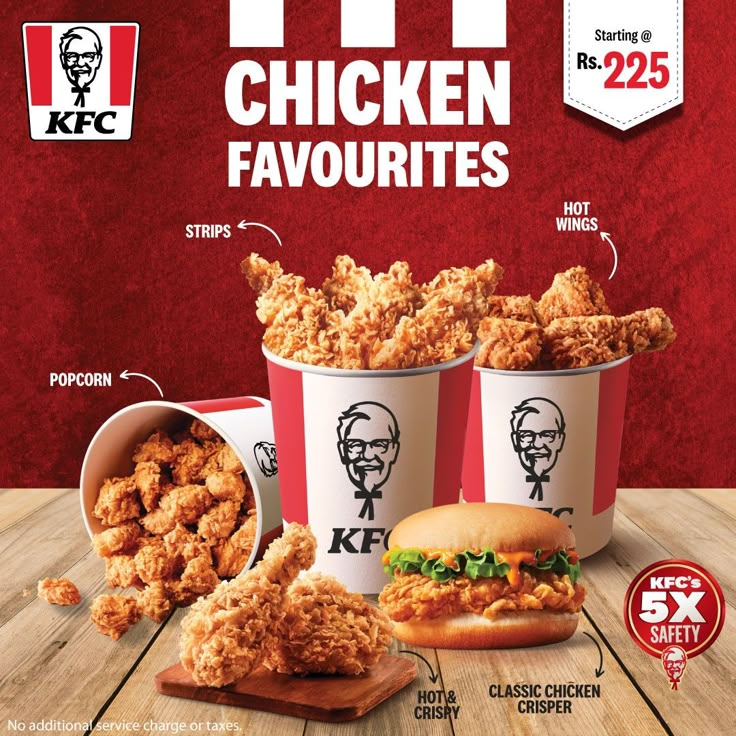 KFC
CHICKEN
FAVOURITES
Starting @
Rs.225
STRIPS
HOT
WINGS
POPCORN
KFC
KFC'S
5X
SAFETY
HOT &
CRISPY
CLASSIC CHICKEN
CRISPER
No additional service charge or taxes.